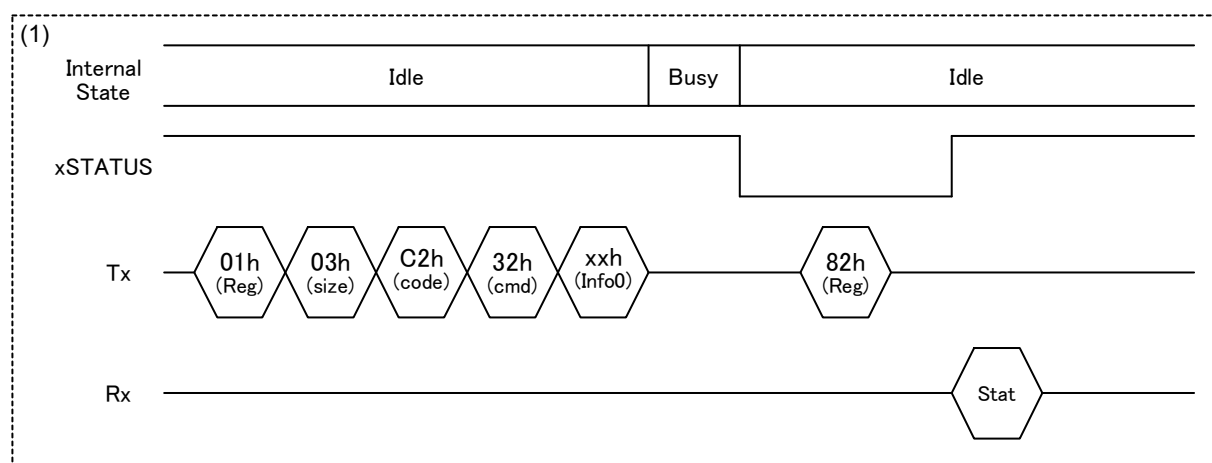 (1)
Internal
State
Idle
Busy
Idle
xSTATUS
Tx
01h
(Reg)
03h
(size)
C2h
(code)
32h
(cmd)
xxh
(Info0)
82h
(Reg)
Rx
Stat